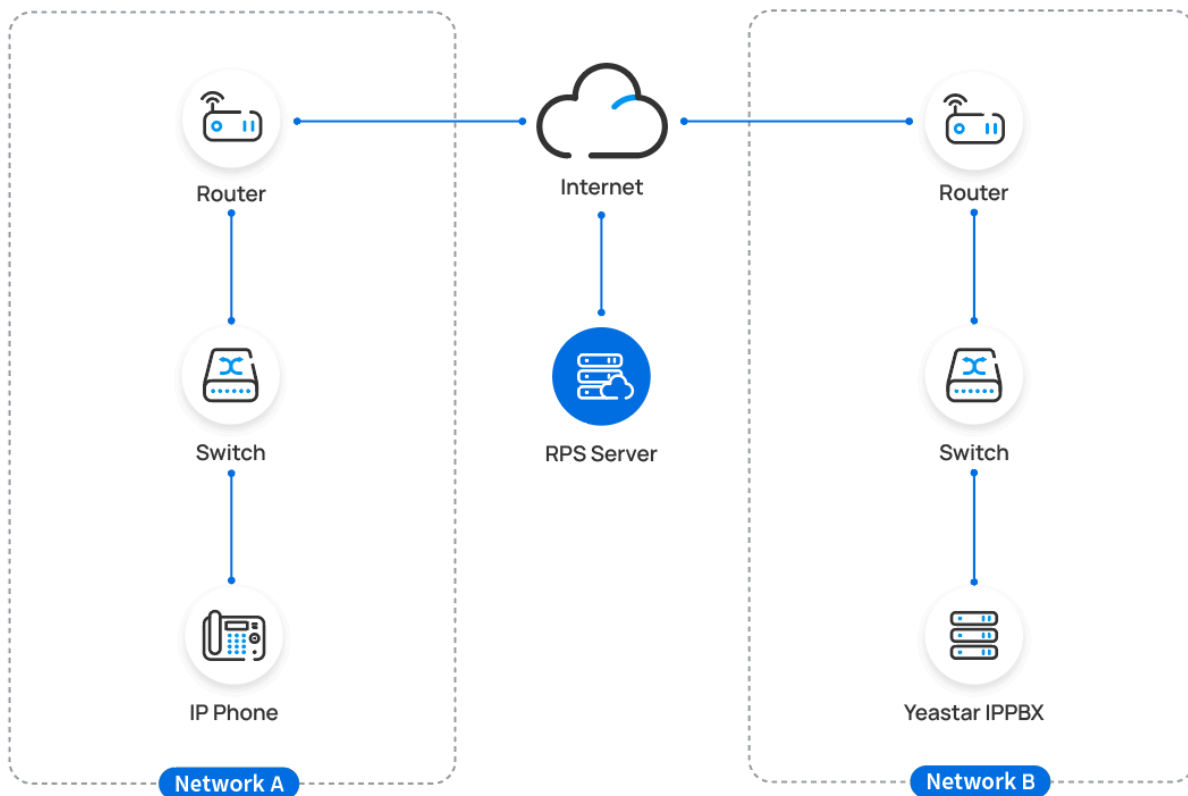 Router
Internet
Router
Switch
RPS Server
Switch
IP Phone
Yeastar IPPBX
Network A
Network B